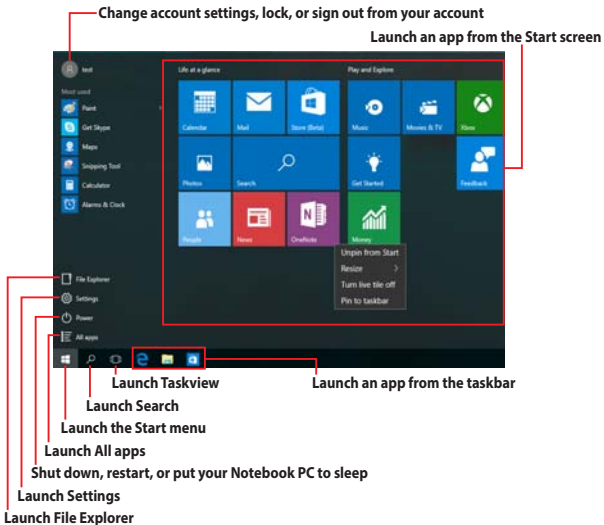 Change account settings, lock, or sign out from your account
Launch an app from the Start screen
test
Most used
Paint
Get Skype
Maps
Snipping Tool
Calculator
Alarms & Clock
File Explorer
Settings
Power
All apps
Life at a glance
Play and Explore
Calendar
Mail
Store (Beta)
Music
Movies & TV
Xbox
Photos
Search
Get Started
Feedback
People
News
OneNote
Money
Unpin from Start
Resize
Turn live tile off
Pin to taskbar
Launch Taskview
Launch an app from the taskbar
Launch Search
Launch the Start menu
Launch All apps
Shut down, restart, or put your Notebook PC to sleep
Launch Settings
Launch File Explorer